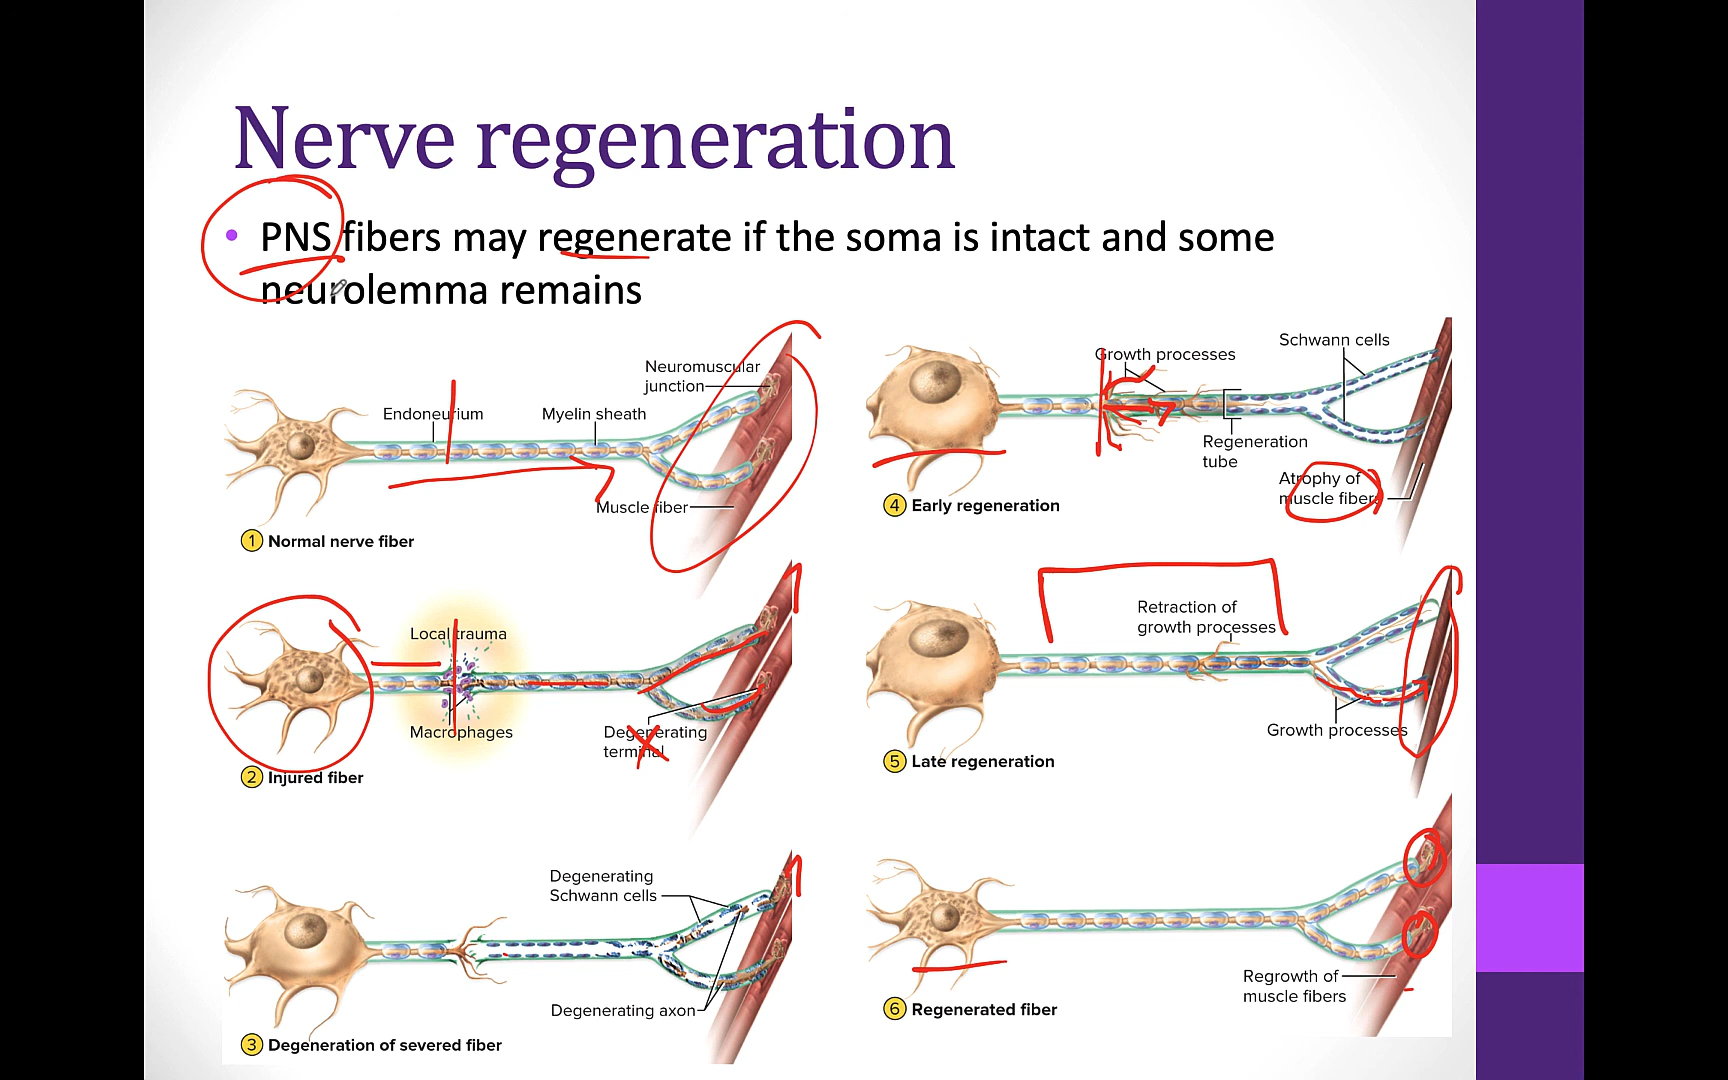 Nerve regeneration
• PNS fibers may regenerate if the soma is intact and some
neurolemma remains
Neuromuscular
junction
Endoneurium
Myelin sheath
Muscle fiber
1 Normal nerve fiber
Local trauma
Macrophages
Degenerating
terminal
2 Injured fiber
Degenerating
Schwann cells
Degenerating axon
3 Degeneration of severed fiber
Schwann cells
Growth processes
Regeneration
tube
Atrophy of
muscle fibers
4 Early regeneration
Retraction of
growth processes
Growth processes
5 Late regeneration
Regrowth of
muscle fibers
6 Regenerated fiber